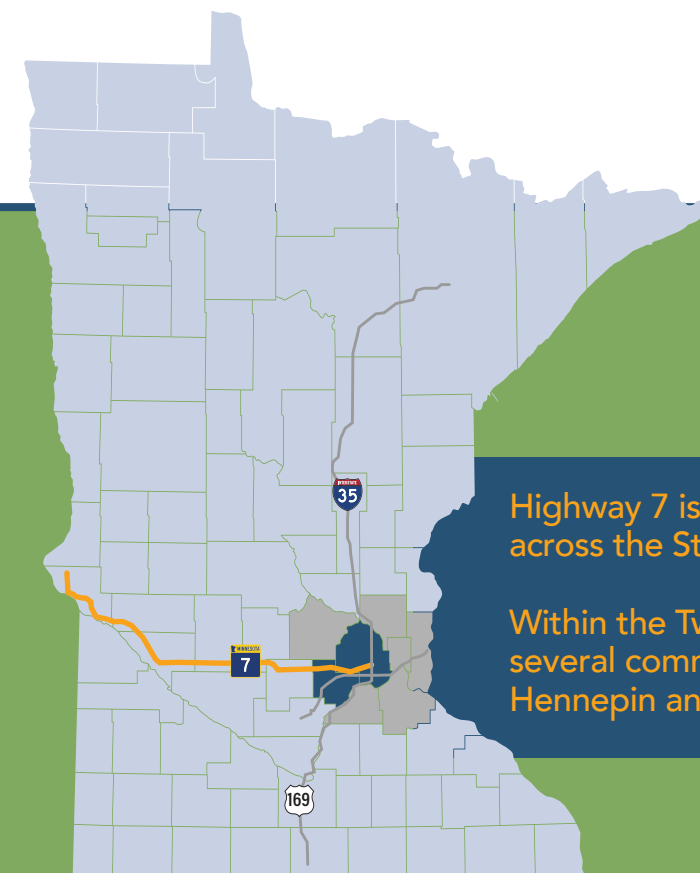 INTERSTATE
35
Highway 7 is
across the St
Within the Tw
several comm
Hennepin an
MINNESOTA
7
169